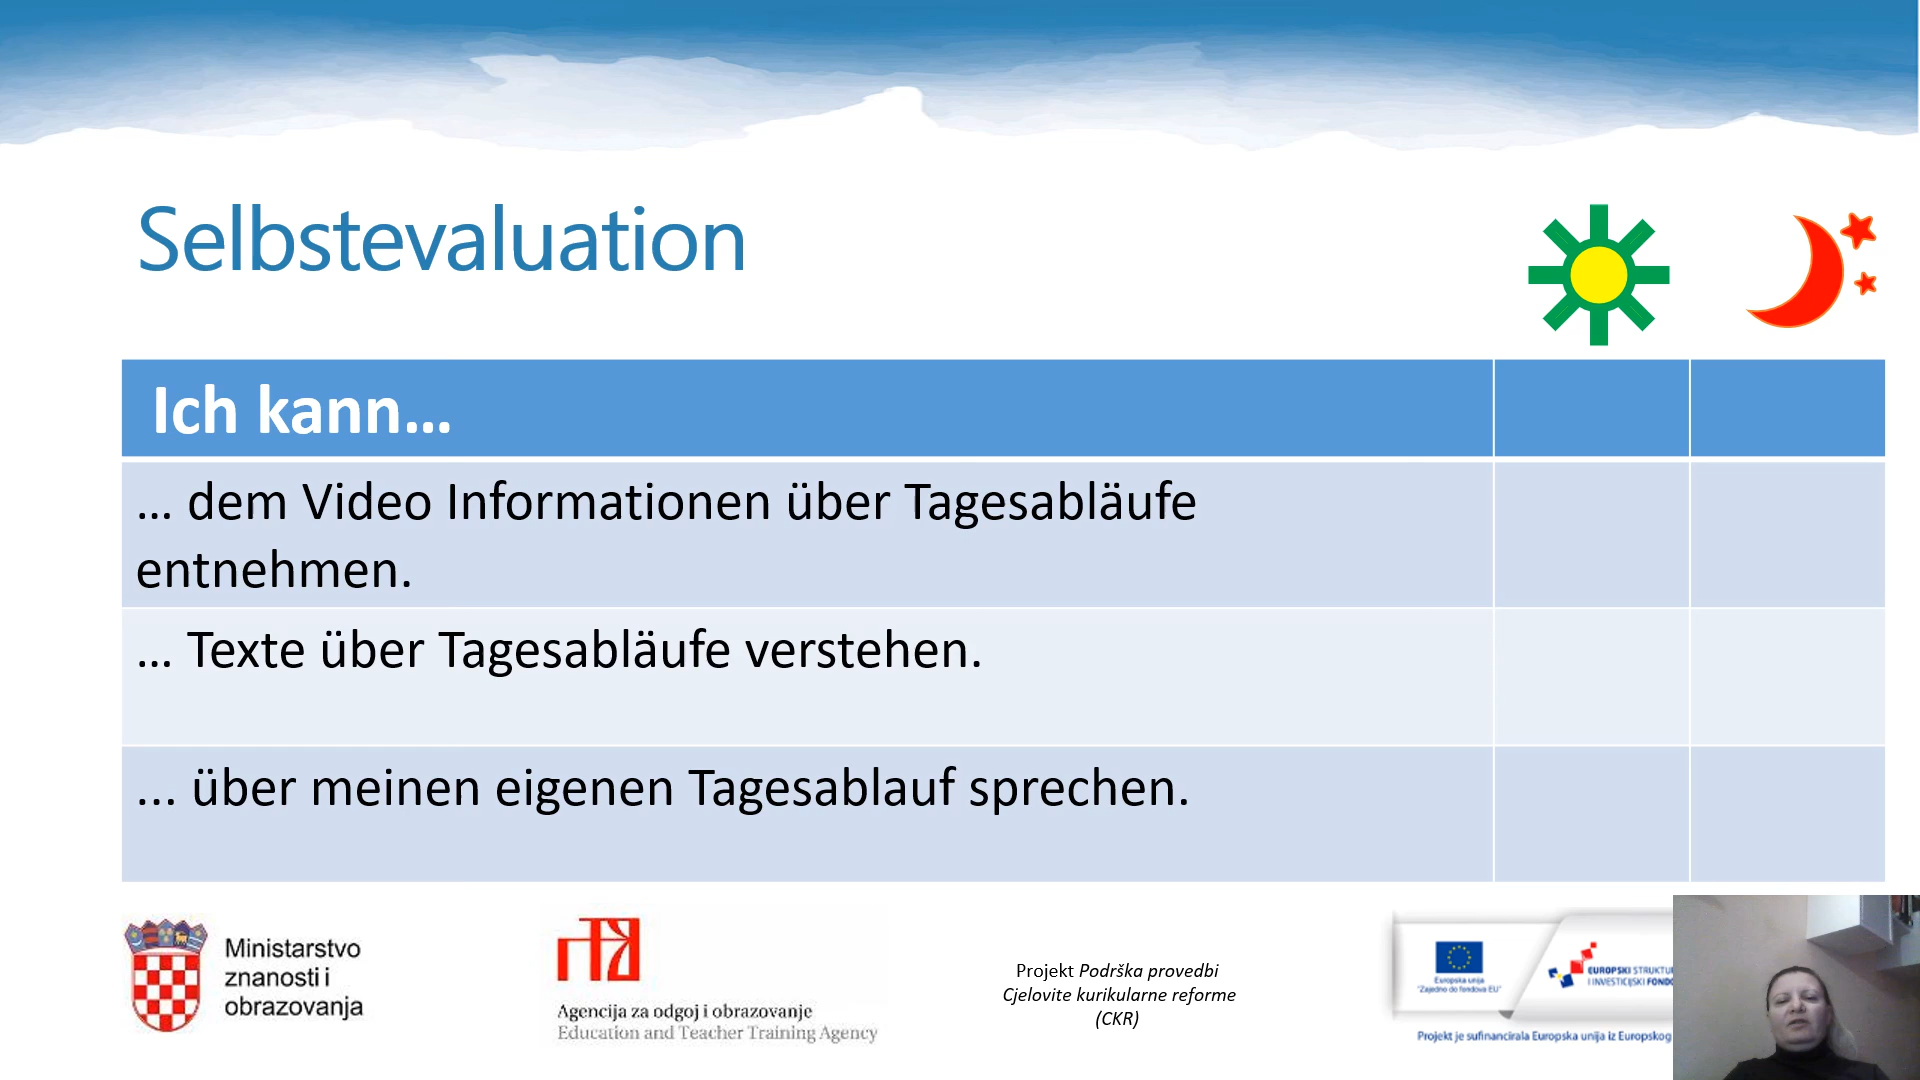 Selbstevaluation
Ich kann...
... dem Video Informationen über Tagesabläufe
entnehmen.
... Texte über Tagesabläufe verstehen.
... über meinen eigenen Tagesablauf sprechen.
Ministarstvo
znanosti i
obrazovanja
Agencija za odgoj i obrazovanje
Education and Teacher Training Agency
Projekt Podrška provedbi
Cjelovite kurikularne reforme
(CKR)
Europska unija
"Zajedno do fondova EU"
EUROPSKI STRUKTU
I INVESTICIJSKI FOND
Projekt je sufinancirala Europska unija iz Europskog